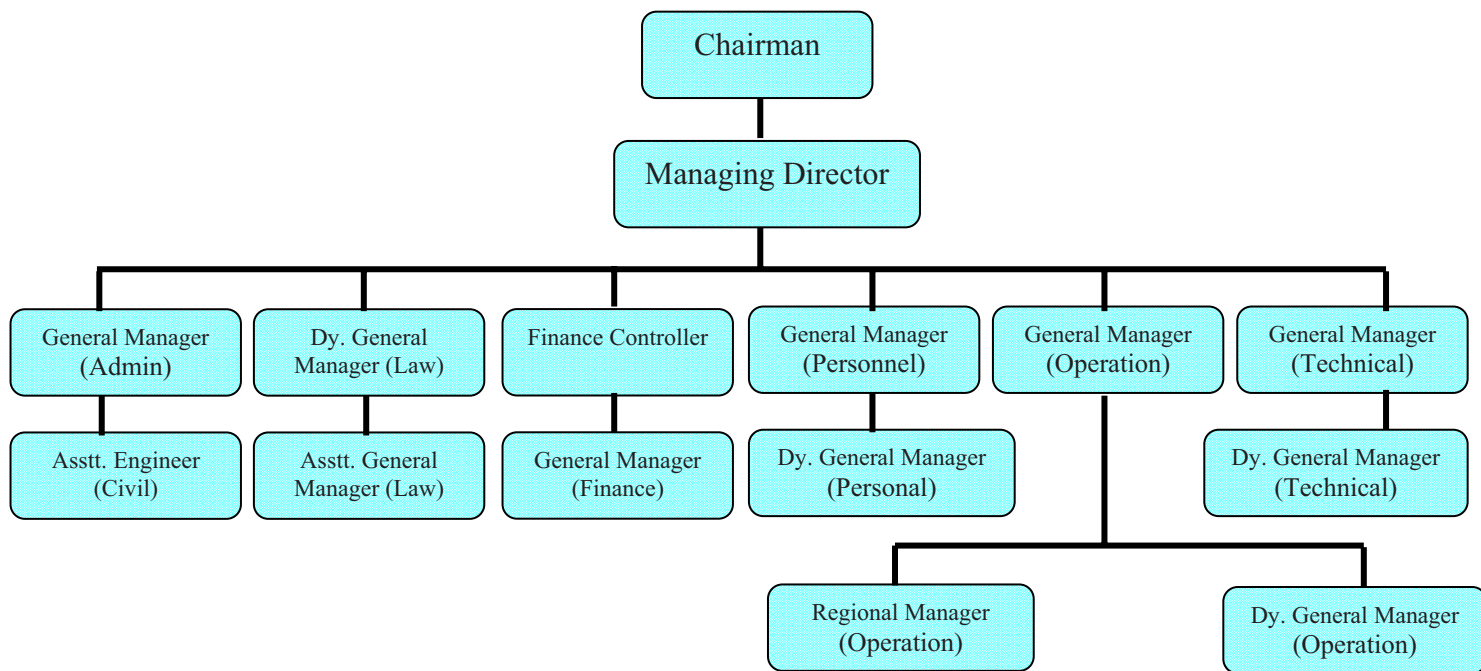 Chairman
Managing Director
General Manager
(Admin)
Dy. General
Manager (Law)
Finance Controller
General Manager
(Personnel)
General Manager
(Operation)
General Manager
(Technical)
Asstt. Engineer
(Civil)
Asstt. General
Manager (Law)
General Manager
(Finance)
Dy. General Manager
(Personal)
Dy. General Manager
(Technical)
Regional Manager
(Operation)
Dy. General Manager
(Operation)